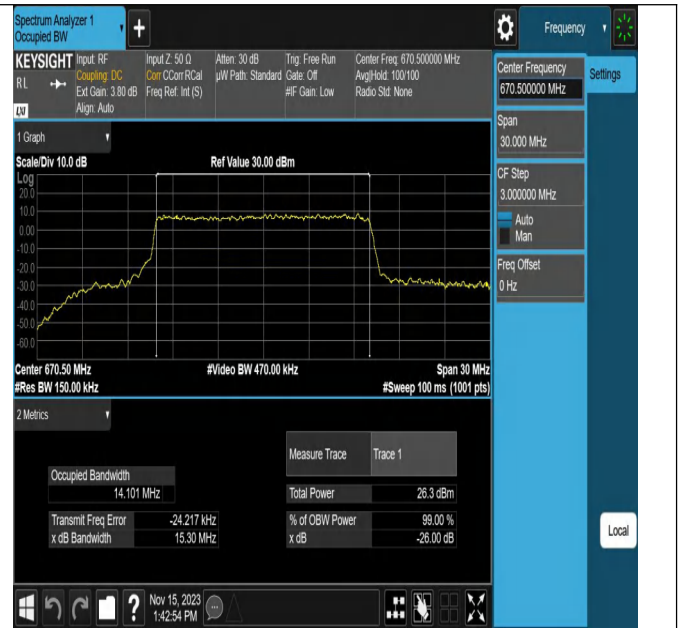 Spectrum Analyzer 1
Occupied BW
Frequency
KEYSIGHT
RL
LXI
Input: RF
Coupling: DC
Ext Gain: 3.80 dB
Align: Auto
Input Z: 50 Ω
Corr CCorr RCal
Freq Ref: Int (S)
Atten: 30 dB
µW Path: Standard
Trig: Free Run
Gate: Off
#IF Gain: Low
Center Freq: 670.500000 MHz
Avg|Hold: 100/100
Radio Std: None
Center Frequency
670.500000 MHz
Settings
Span
30.000 MHz
CF Step
3.000000 MHz
Auto
Man
Freq Offset
0 Hz
1 Graph
Scale/Div 10.0 dB
Ref Value 30.00 dBm
Log
20.0
10.0
0.00
-10.0
-20.0
-30.0
-40.0
-50.0
-60.0
Center 670.50 MHz
#Video BW 470.00 kHz
Span 30 MHz
#Res BW 150.00 kHz
#Sweep 100 ms (1001 pts)
2 Metrics
Measure Trace
Trace 1
Occupied Bandwidth
14.101 MHz
Total Power
26.3 dBm
Transmit Freq Error
-24.217 kHz
% of OBW Power
99.00 %
x dB Bandwidth
15.30 MHz
x dB
-26.00 dB
Local
?
Nov 15, 2023
1:42:54 PM